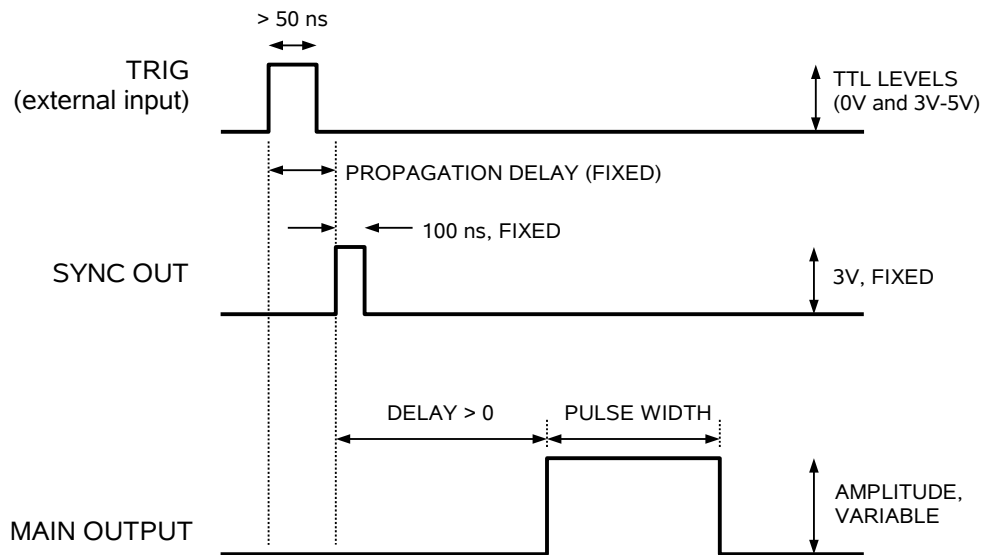 > 50 ns
TRIG
(external input)
TTL LEVELS
(0V and 3V-5V)
PROPAGATION DELAY (FIXED)
100 ns, FIXED
SYNC OUT
3V, FIXED
DELAY > 0
PULSE WIDTH
AMPLITUDE,
VARIABLE
MAIN OUTPUT